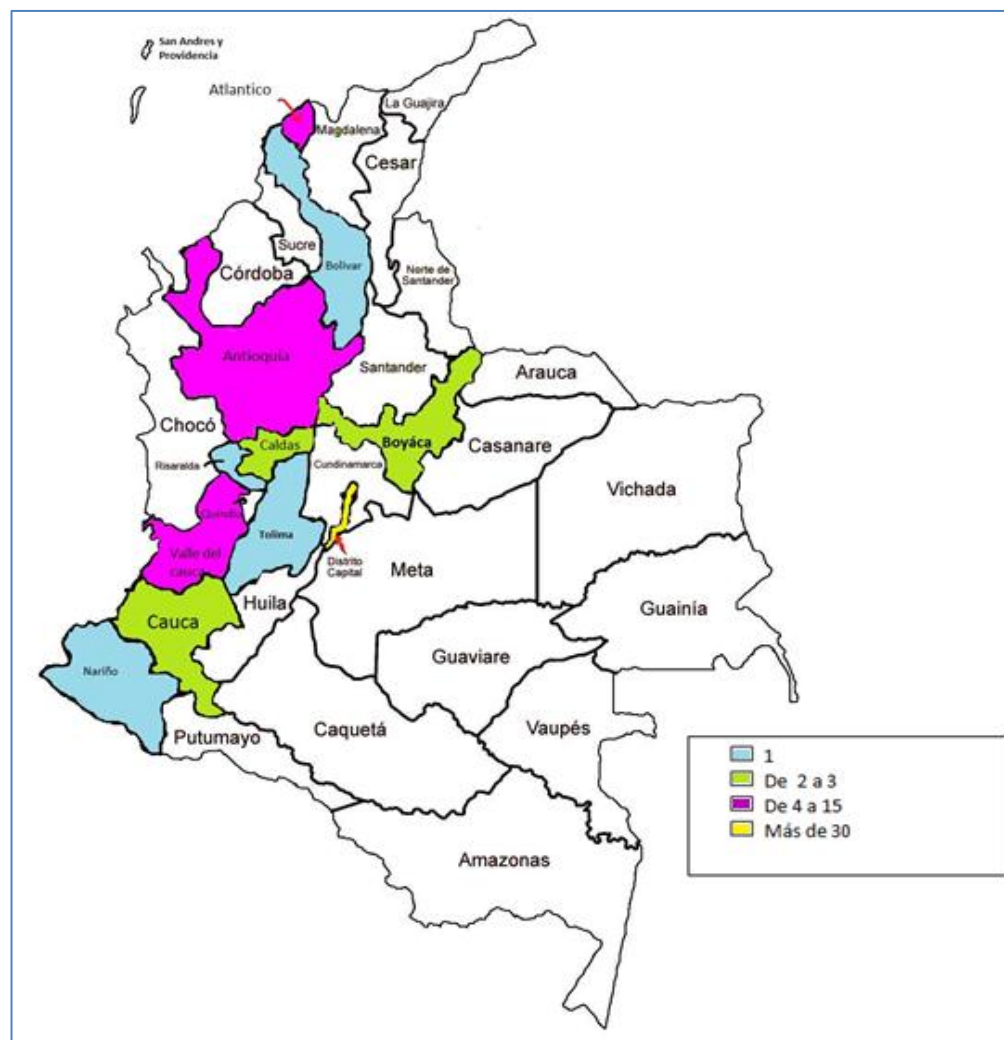 San Andres y
Providencia
Atlantico
La Guajira
Magdalena
Cesar
Sucre
Bolívar
Córdoba
Norte de
Santander
Antioquia
Santander
Arauca
Chocó
Caldas
Boyáca
Casanare
Risaralda
Cundinamarca
Vichada
Quindío
Tolima
Valle del
cauca
Distrito
Capital
Meta
Huila
Guainía
Cauca
Guaviare
Nariño
Putumayo
Caquetá
Vaupés
1
De 2 a 3
De 4 a 15
Más de 30
Amazonas